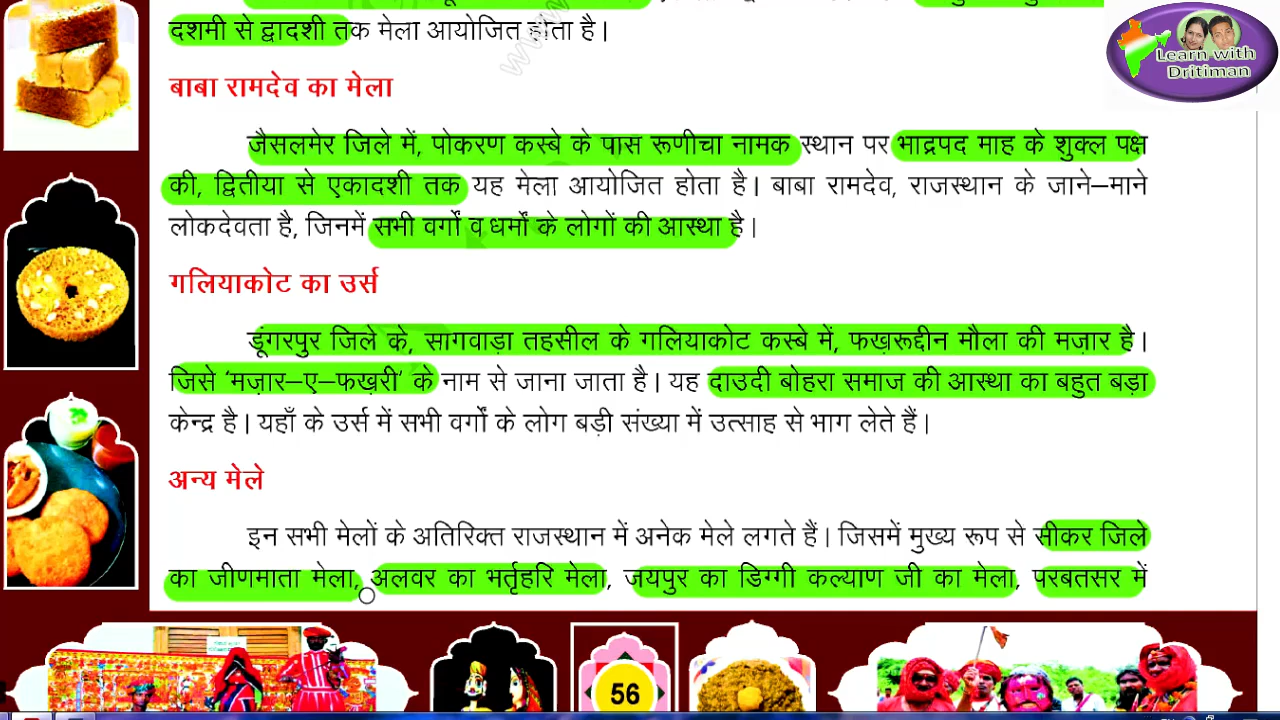 दशमी से द्वादशी तक मेला आयोजित होता है।
Learn with
Dritiman
बाबा रामदेव का मेला
जैसलमेर जिले में, पोकरण कस्बे के पास रूणीचा नामक स्थान पर भाद्रपद माह के शुक्ल पक्ष
की, द्वितीया से एकादशी तक यह मेला आयोजित होता है। बाबा रामदेव, राजस्थान के जाने–माने
लोकदेवता है, जिनमें सभी वर्गों व धर्मों के लोगों की आस्था है।
गलियाकोट का उर्स
डूंगरपुर जिले के, सागवाड़ा तहसील के गलियाकोट कस्बे में, फख़रूद्दीन मौला की मज़ार है।
जिसे 'मज़ार–ए–फख़री' के नाम से जाना जाता है। यह दाउदी बोहरा समाज की आस्था का बहुत बड़ा
केन्द्र है। यहाँ के उर्स में सभी वर्गों के लोग बड़ी संख्या में उत्साह से भाग लेते हैं।
अन्य मेले
इन सभी मेलों के अतिरिक्त राजस्थान में अनेक मेले लगते हैं। जिसमें मुख्य रूप से सीकर जिले
का जीणमाता मेला, अलवर का भर्तृहरि मेला, जयपुर का डिग्गी कल्याण जी का मेला, परबतसर में
56